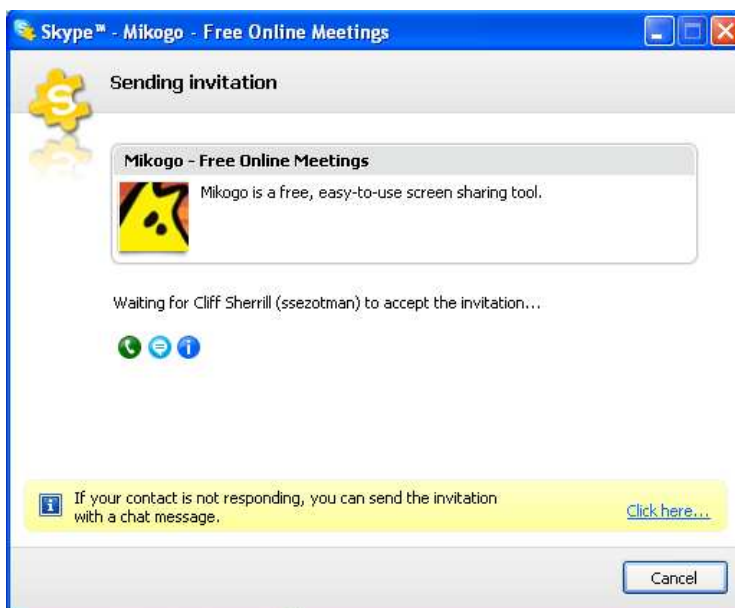 Skype™ - Mikogo - Free Online Meetings
Sending invitation
Mikogo - Free Online Meetings
Mikogo is a free, easy-to-use screen sharing tool.
Waiting for Cliff Sherrill (ssezotman) to accept the invitation...
If your contact is not responding, you can send the invitation
with a chat message.
Click here...
Cancel